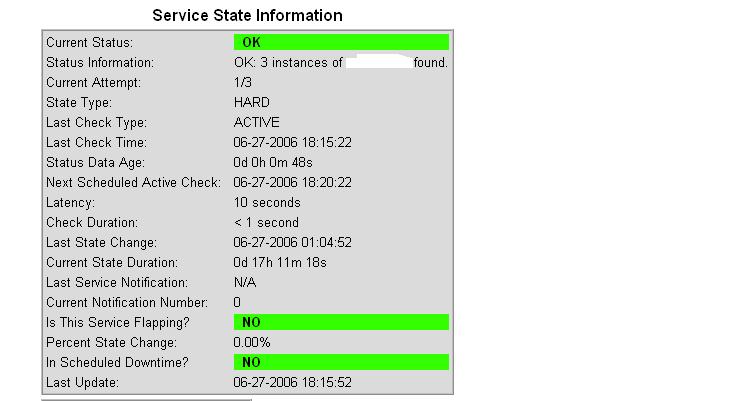 Service State Information
Current Status: OK
Status Information: OK: 3 instances of found.
Current Attempt: 1/3
State Type: HARD
Last Check Type: ACTIVE
Last Check Time: 06-27-2006 18:15:22
Status Data Age: 0d 0h 0m 48s
Next Scheduled Active Check: 06-27-2006 18:20:22
Latency: 10 seconds
Check Duration: < 1 second
Last State Change: 06-27-2006 01:04:52
Current State Duration: 0d 17h 11m 18s
Last Service Notification: N/A
Current Notification Number: 0
Is This Service Flapping? NO
Percent State Change: 0.00%
In Scheduled Downtime? NO
Last Update: 06-27-2006 18:15:52